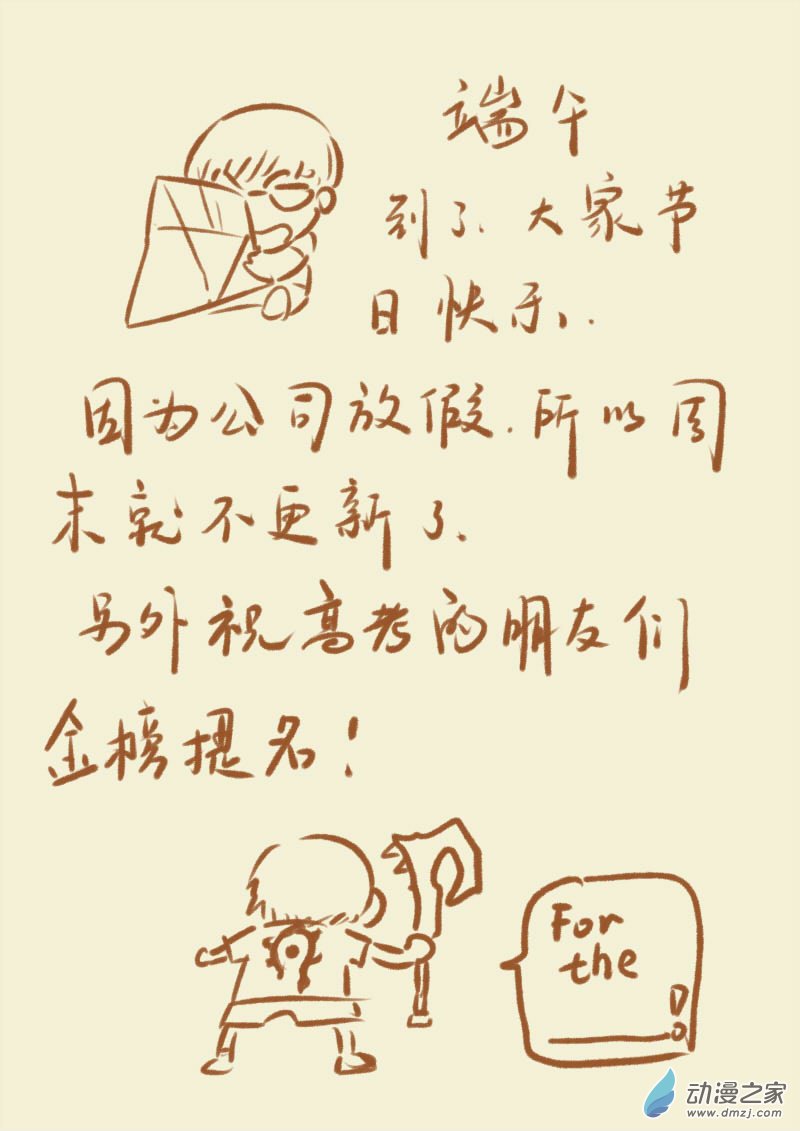 端午
到了、大家节
日快乐、
因为公司放假、所以周
末就不更新了、
另外祝高考的朋友们
金榜提名！
For
the
动漫之家
www.dmzj.com